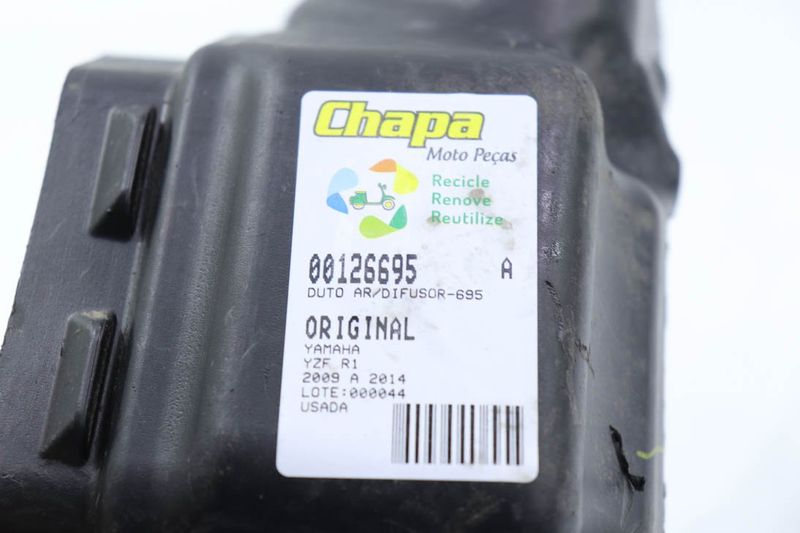 Chapa
Moto Peças
Recicle
Renove
Reutilize
00126695 A
DUTO AR/DIFUSOR-695
ORIGINAL
YAMAHA
YZF R1
2009 A 2014
LOTE:000044
USADA